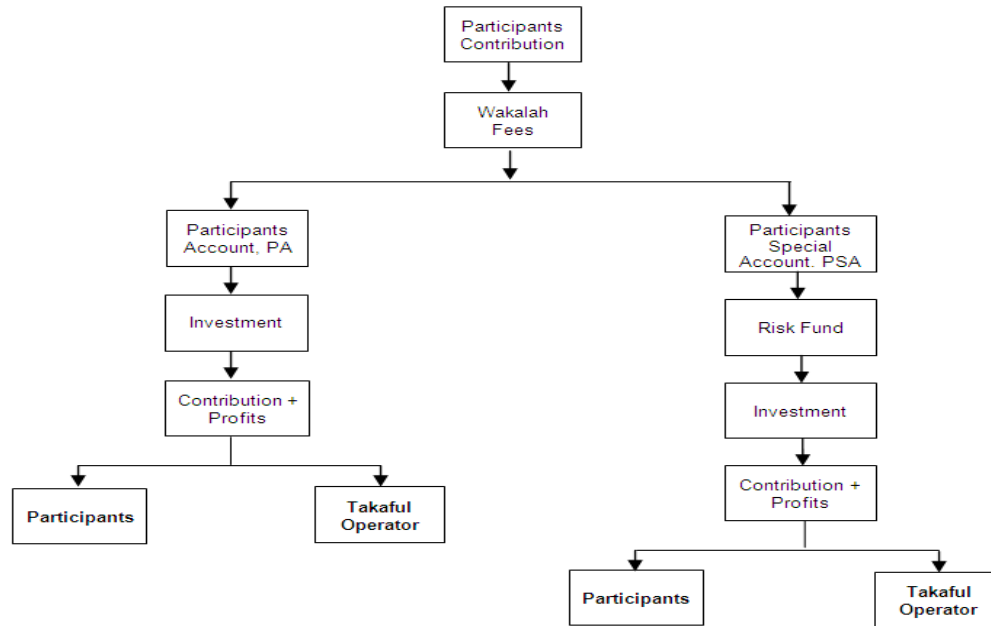 Participants
Contribution
Wakalah
Fees
Participants
Account, PA
Investment
Contribution +
Profits
Participants
Takaful
Operator
Participants
Special
Account. PSA
Risk Fund
Investment
Contribution +
Profits
Participants
Takaful
Operator